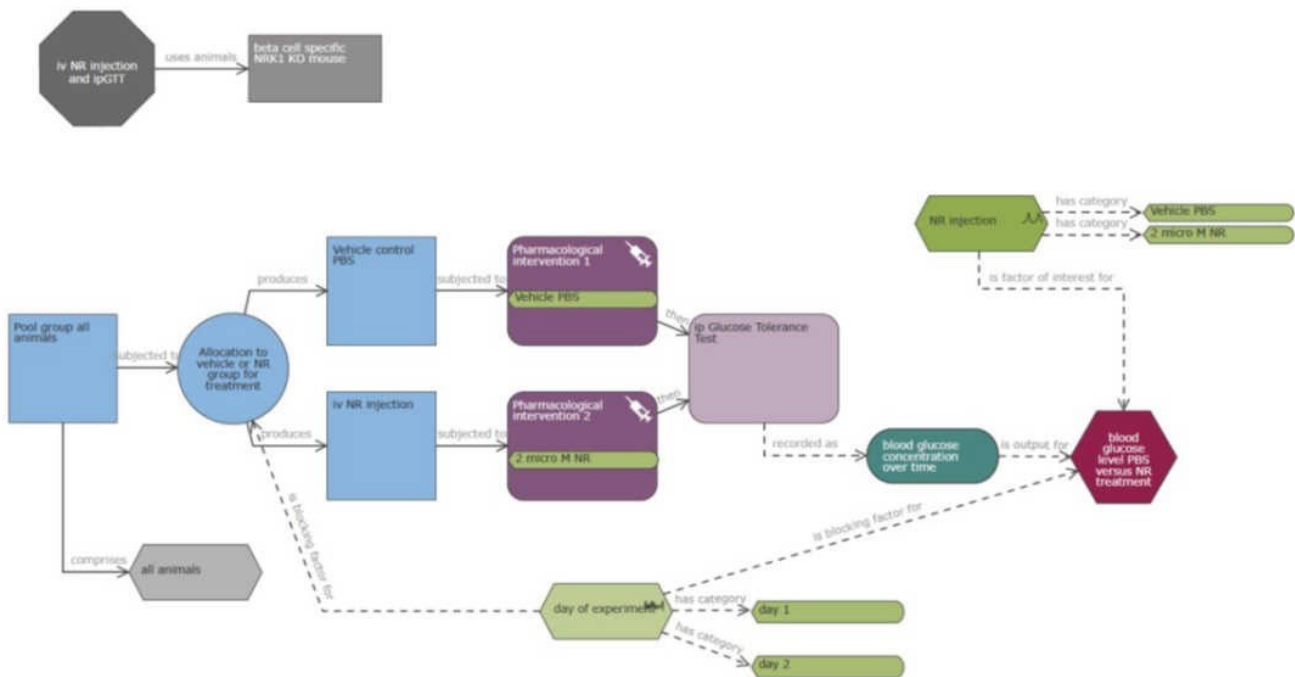 iv NR injection
and ipGTT
uses animals
beta cell specific
NRK1 KD mouse
NR injection
has category
Vehicle PBS
has category
2 micro M NR
is factor of interest for
Pool group all
animals
subjected to
Allocation to
vehicle or NR
group for
treatment
produces
Vehicle control
PBS
subjected to
Pharmacological
intervention 1
Vehicle PBS
then
produces
iv NR injection
subjected to
Pharmacological
intervention 2
2 micro M NR
then
ip Glucose Tolerance
Test
recorded as
blood glucose
concentration
over time
is output for
blood
glucose
level PBS
versus NR
treatment
comprises
all animals
is blocking factor for
is blocking factor for
day of experiment
has category
day 1
has category
day 2